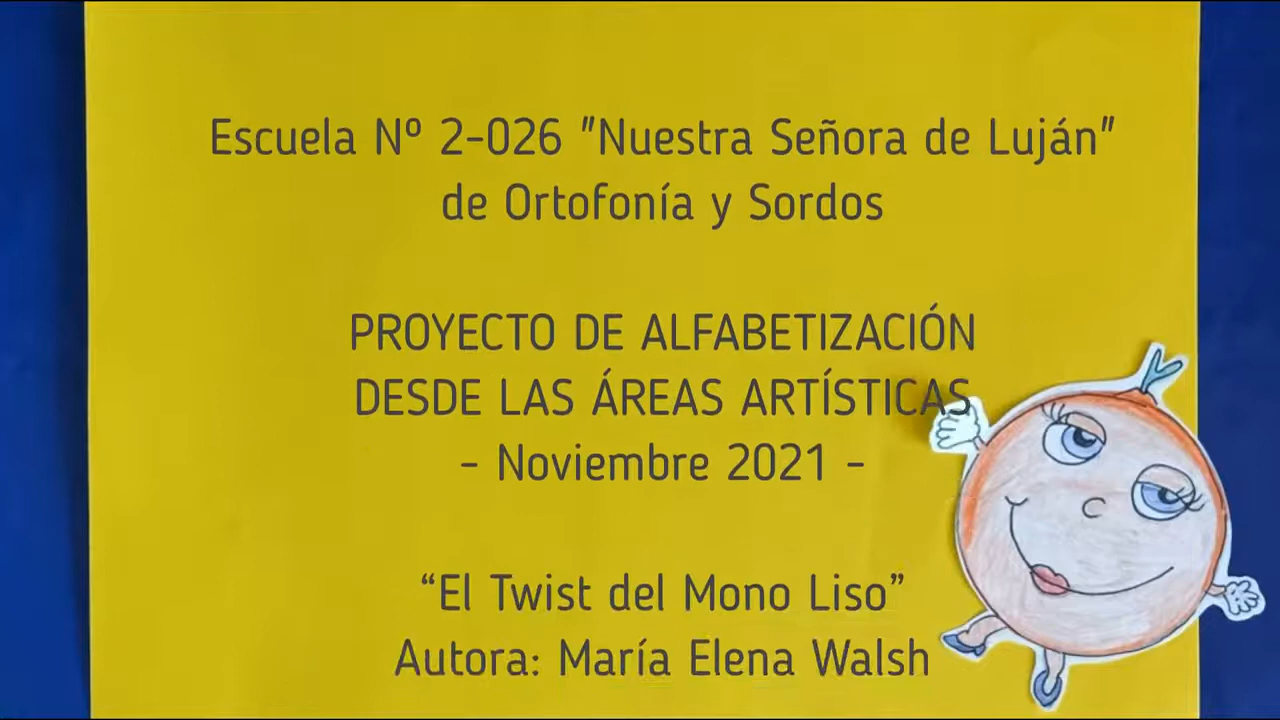 Escuela Nº 2-026 "Nuestra Señora de Luján"
de Ortofonía y Sordos
PROYECTO DE ALFABETIZACIÓN
DESDE LAS ÁREAS ARTÍSTICAS
- Noviembre 2021 -
“El Twist del Mono Liso”
Autora: María Elena Walsh